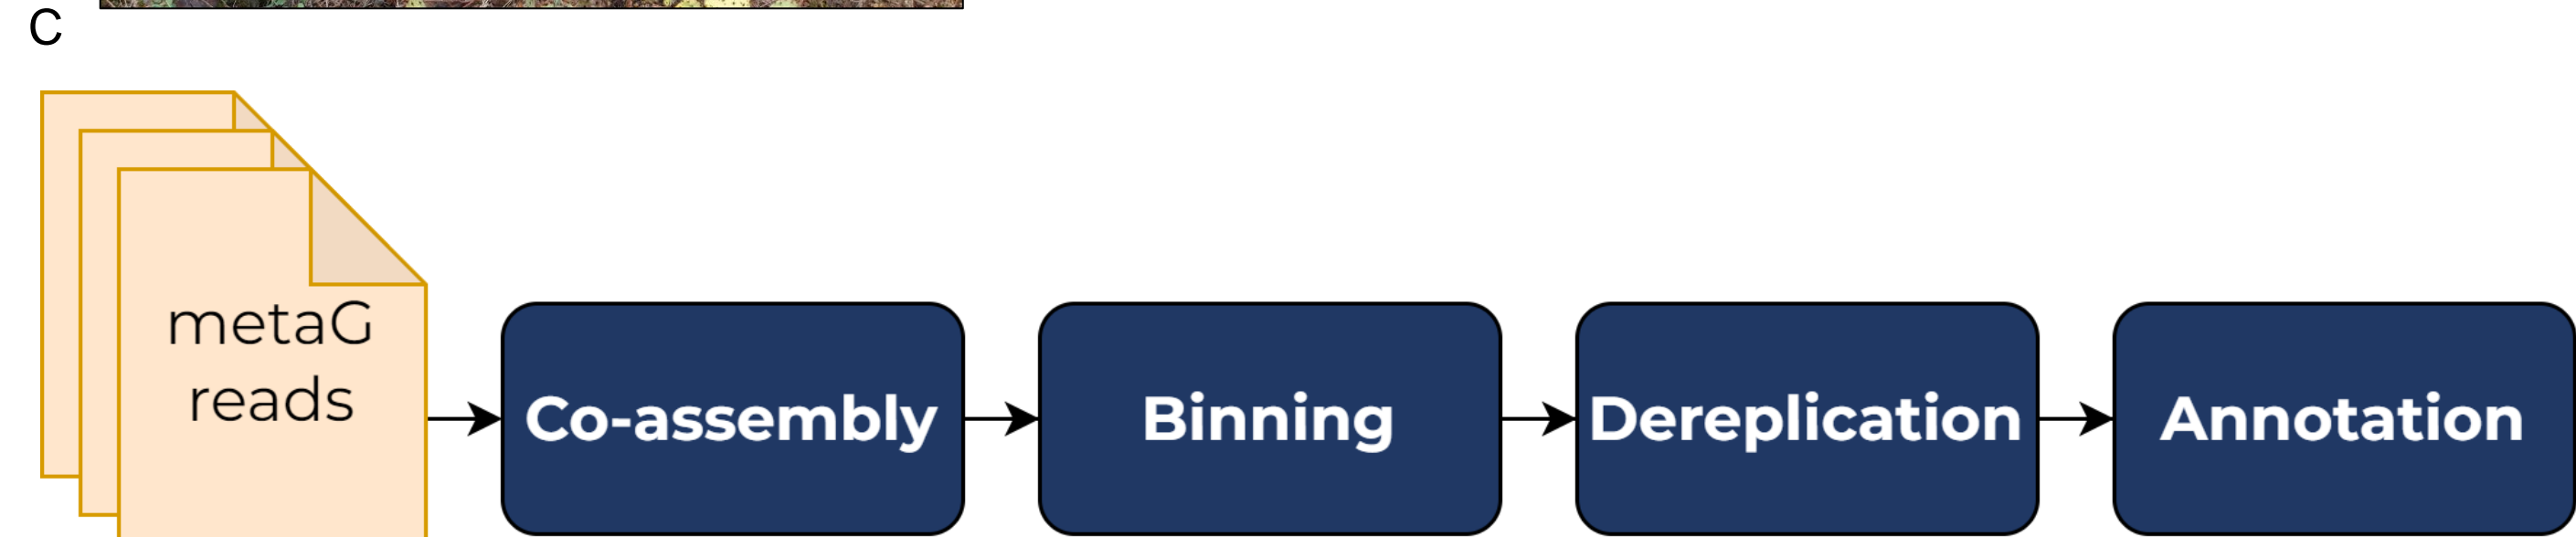 C
metaG
reads
Co-assembly
Binning
Dereplication
Annotation